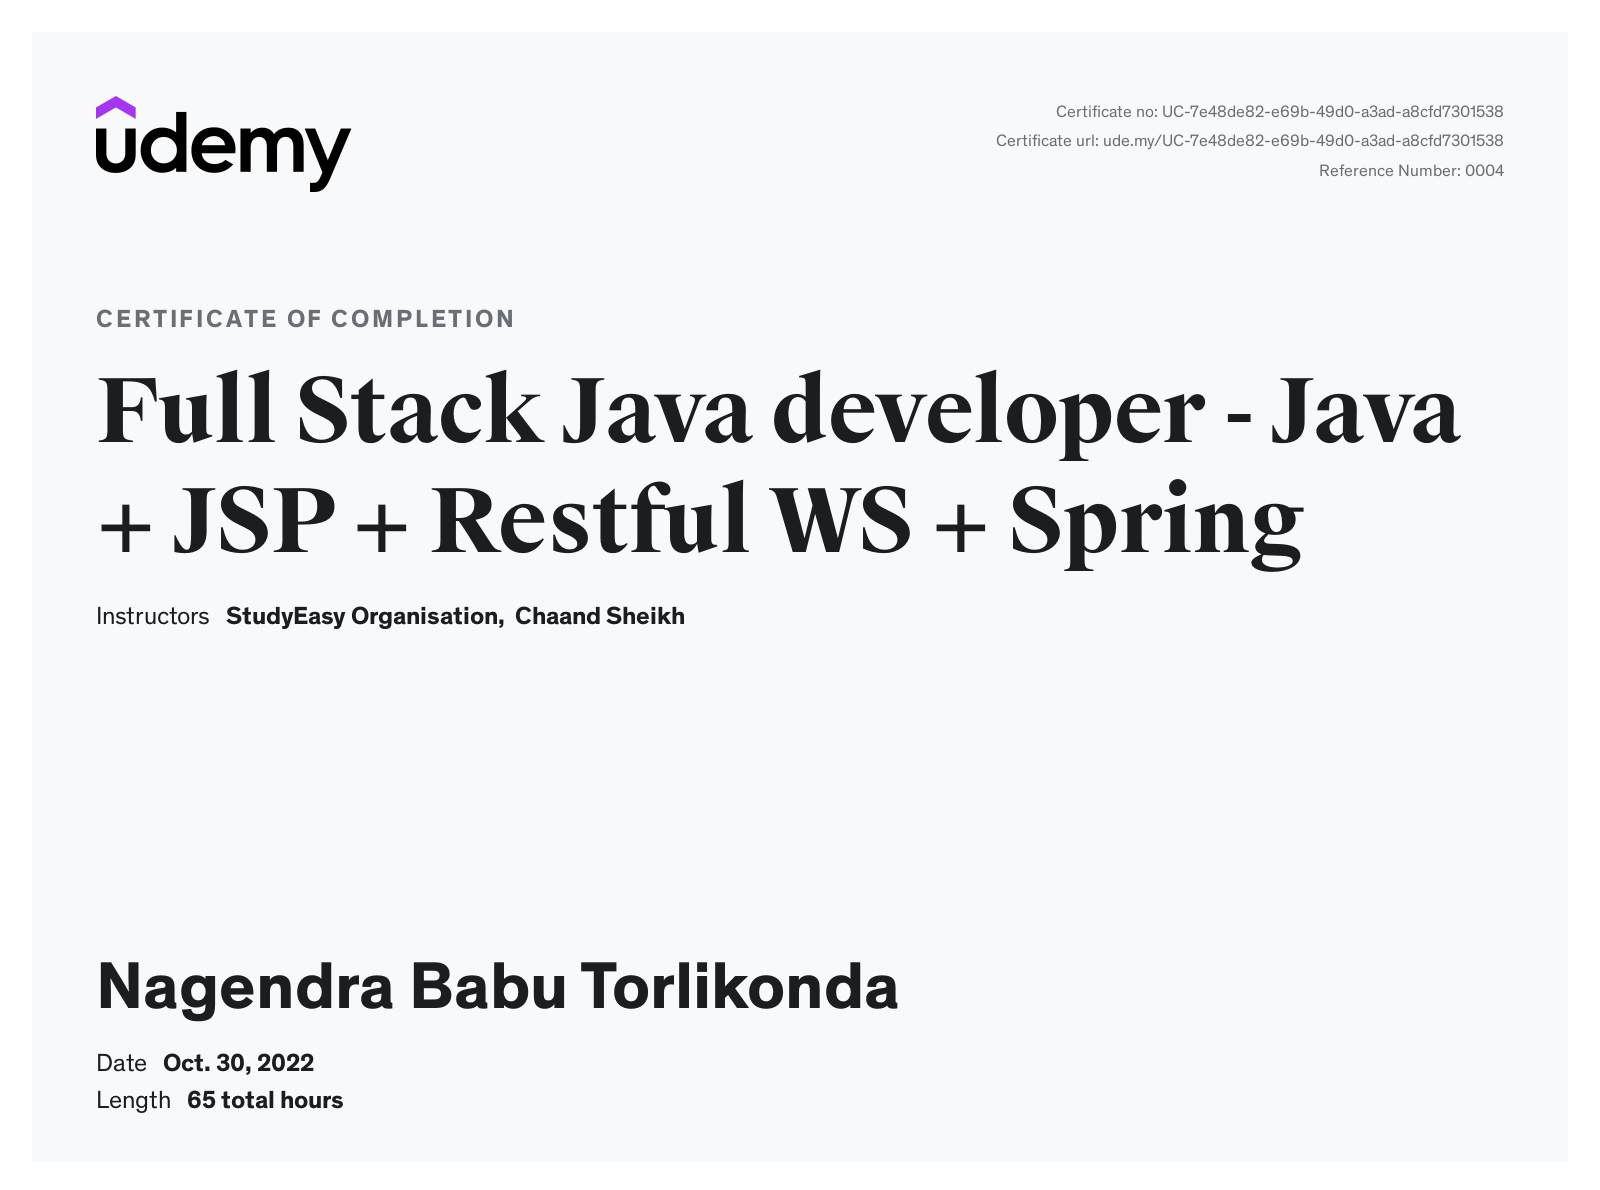 udemy
Certificate no: UC-7e48de82-e69b-49d0-a3ad-a8cfd7301538
Certificate url: ude.my/UC-7e48de82-e69b-49d0-a3ad-a8cfd7301538
Reference Number: 0004
CERTIFICATE OF COMPLETION
Full Stack Java developer - Java
+ JSP + Restful WS + Spring
Instructors StudyEasy Organisation, Chaand Sheikh
Nagendra Babu Torlikonda
Date Oct. 30, 2022
Length 65 total hours